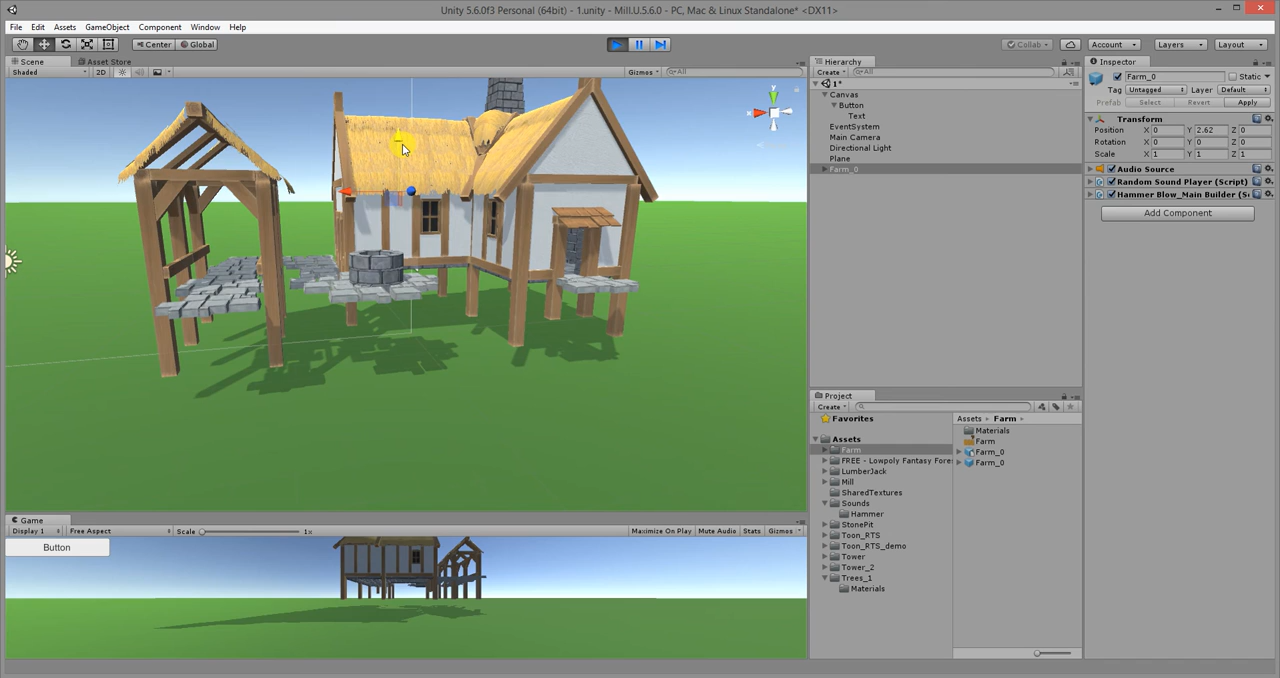 Unity 5.6.0f3 Personal (64bit) - 1.unity - Mill.U.5.6.0 - PC, Mac & Linux Standalone* <DX11>
File Edit Assets GameObject Component Window Help
Center Global Collab Account Layers Layout
Scene Asset Store
Shaded 2D Gizmos All
y
x
Hierarchy
Create All
1*
Canvas
Button
Text
EventSystem
Main Camera
Directional Light
Plane
Farm_0
Inspector
Farm_0 Static
Tag Untagged Layer Default
Prefab Select Revert Apply
Transform
Position X 0 Y 2.62 Z 0
Rotation X 0 Y 0 Z 0
Scale X 1 Y 1 Z 1
Audio Source
Random Sound Player (Script)
Hammer Blow_Main Builder (S
Add Component
Project
Create
Favorites
Assets
Farm
FREE - Lowpoly Fantasy Fores
LumberJack
Mill
SharedTextures
Sounds
Hammer
StonePit
Toon_RTS
Toon_RTS_demo
Tower
Tower_2
Trees_1
Materials
Assets Farm
Materials
Farm
Farm_0
Farm_0
Game
Display 1 Free Aspect Scale 1x Maximize On Play Mute Audio Stats Gizmos
Button